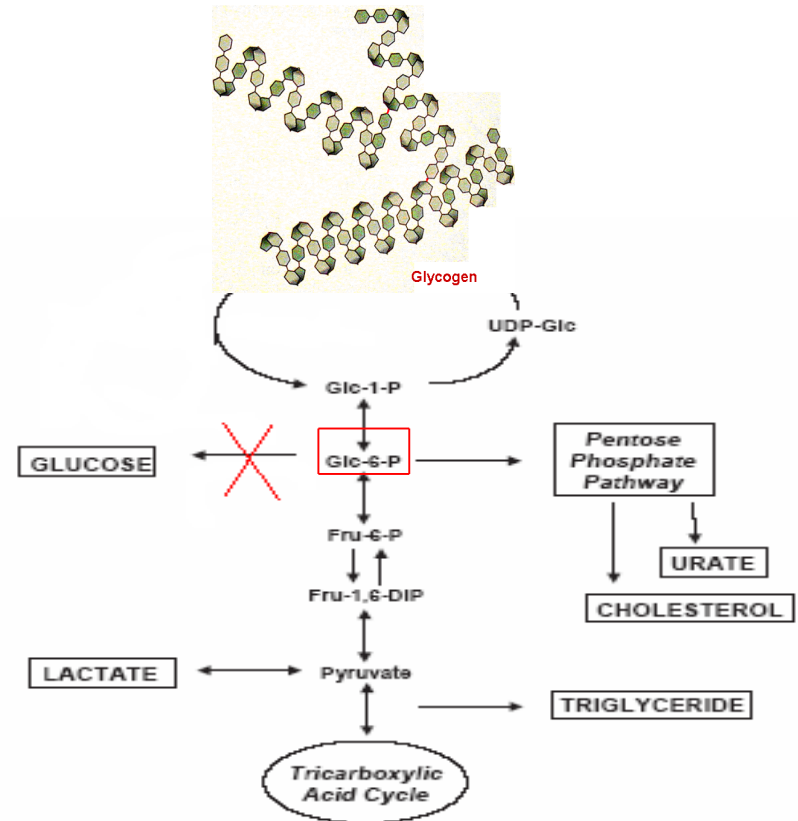 Glycogen
UDP-Glc
Glc-1-P
GLUCOSE
Glc-6-P
Pentose
Phosphate
Pathway
Fru-6-P
URATE
Fru-1,6-DIP
CHOLESTEROL
LACTATE
Pyruvate
TRIGLYCERIDE
Tricarboxylic
Acid Cycle